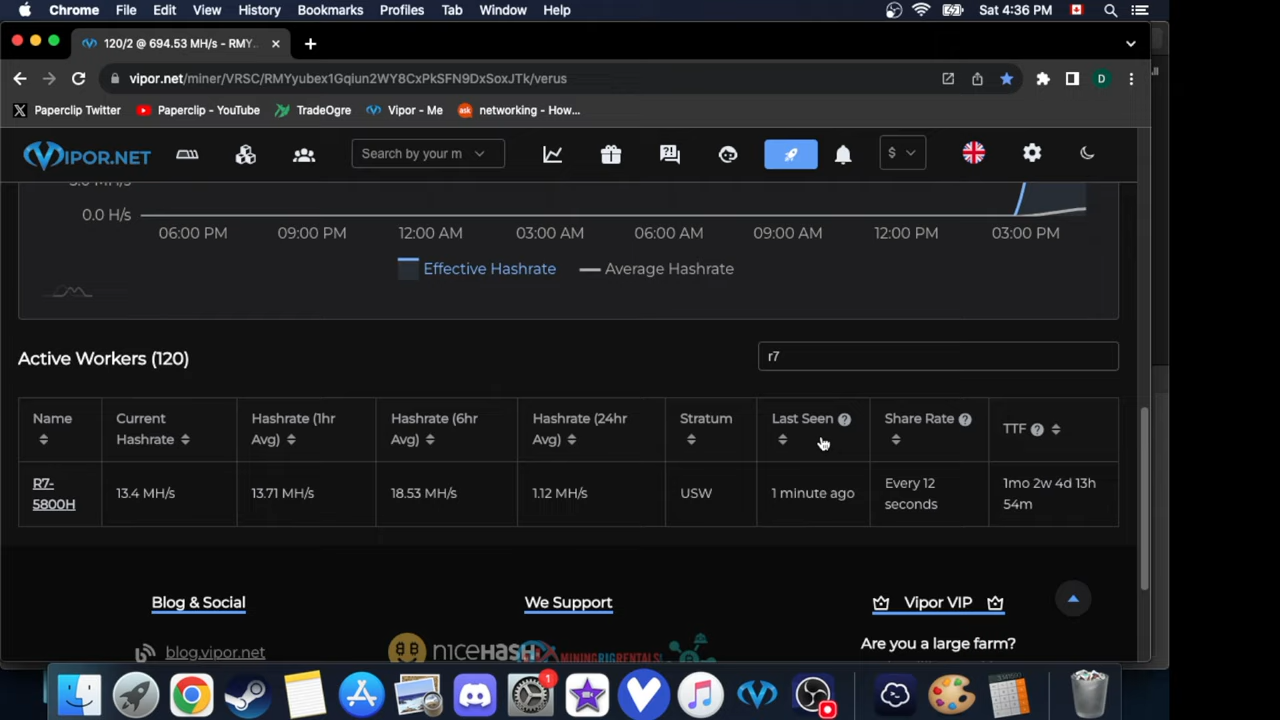 Chrome File Edit View History Bookmarks Profiles Tab Window Help Sat 4:36 PM
120/2 @ 694.53 MH/s - RMY
vipor.net/miner/VRSC/RMYyubex1Gqiun2WY8CxPkSFN9DxSoxJTk/verus D
Paperclip Twitter Paperclip - YouTube TradeOgre Vipor - Me ask networking - How...
VIPOR.NET Search by your m $
0.0 H/s
06:00 PM 09:00 PM 12:00 AM 03:00 AM 06:00 AM 09:00 AM 12:00 PM 03:00 PM
Effective Hashrate Average Hashrate
Active Workers (120) r7
Name Current Hashrate (1hr Hashrate (6hr Hashrate (24hr Stratum Last Seen Share Rate TTF
Hashrate Avg) Avg) Avg)
R7- 13.4 MH/s 13.71 MH/s 18.53 MH/s 1.12 MH/s USW 1 minute ago Every 12 1mo 2w 4d 13h
5800H seconds 54m
Blog & Social We Support Vipor VIP
blog.vipor.net NICEHASH MININGRIGRENTALS Are you a large farm?
1